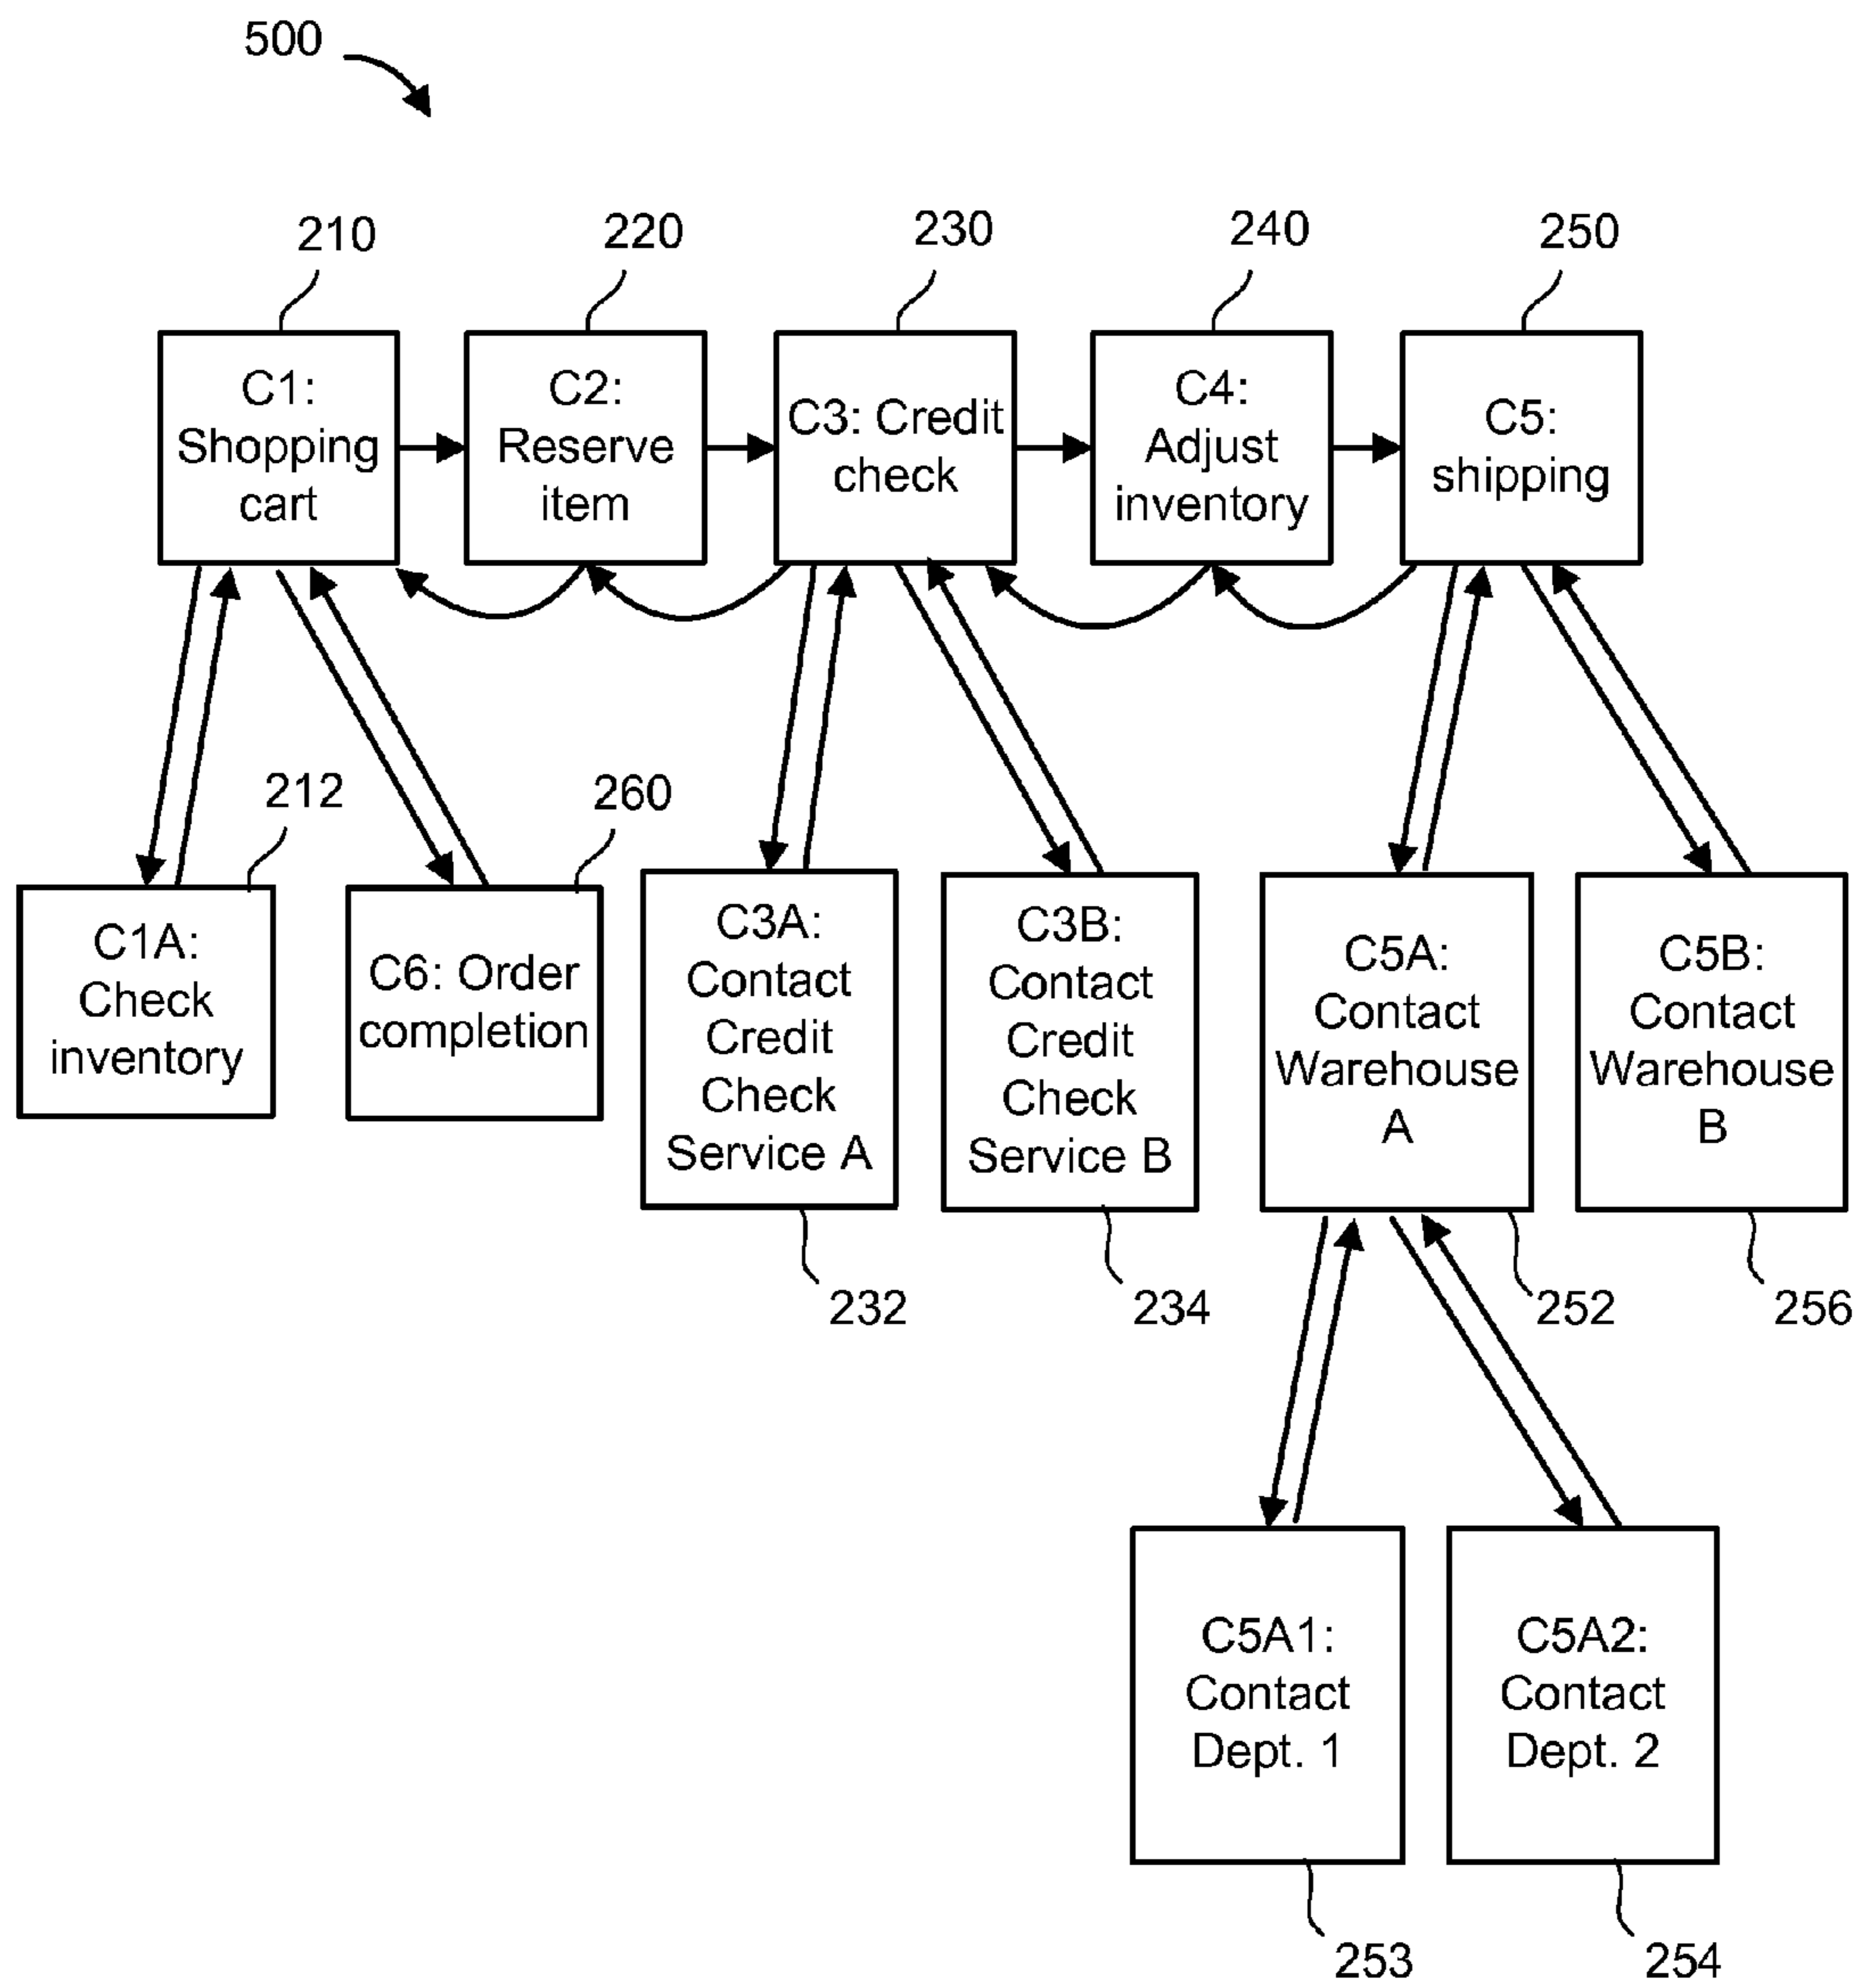 500
210
220
230
240
250
C1:
Shopping
cart
C2:
Reserve
item
C3: Credit
check
C4:
Adjust
inventory
C5:
shipping
212
260
C1A:
Check
inventory
C6: Order
completion
C3A:
Contact
Credit
Check
Service A
C3B:
Contact
Credit
Check
Service B
C5A:
Contact
Warehouse
A
C5B:
Contact
Warehouse
B
232
234
252
256
C5A1:
Contact
Dept. 1
C5A2:
Contact
Dept. 2
253
254